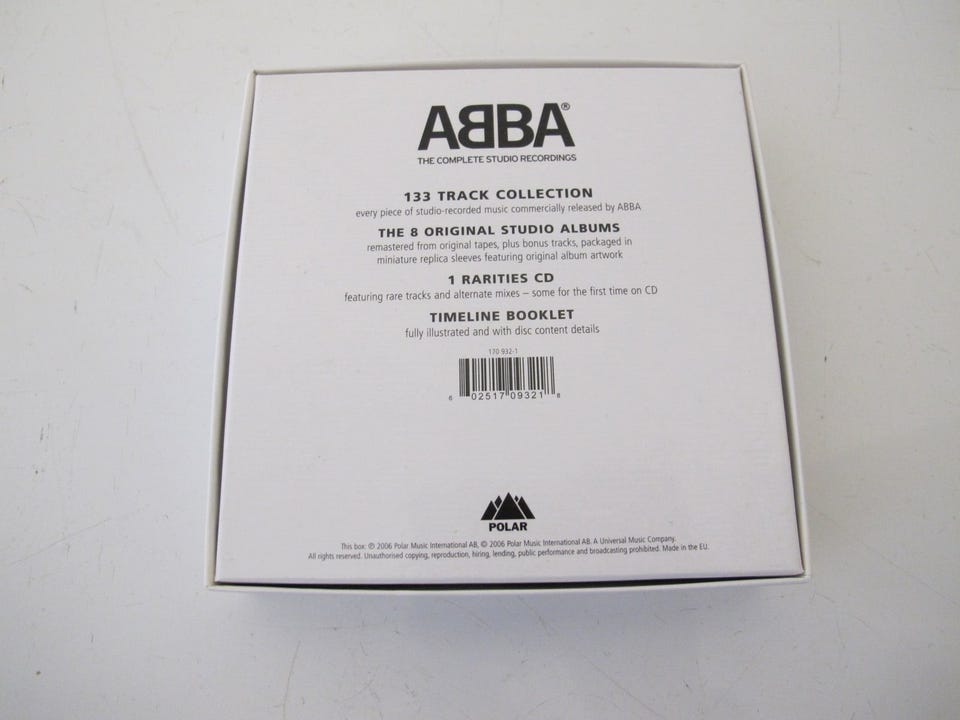 ABBA®
THE COMPLETE STUDIO RECORDINGS
133 TRACK COLLECTION
every piece of studio-recorded music commercially released by ABBA
THE 8 ORIGINAL STUDIO ALBUMS
remastered from original tapes, plus bonus tracks, packaged in
miniature replica sleeves featuring original album artwork
1 RARITIES CD
featuring rare tracks and alternate mixes – some for the first time on CD
TIMELINE BOOKLET
fully illustrated and with disc content details
170 932-1
6 02517 09321 8
POLAR
This box: ℗ 2006 Polar Music International AB, © 2006 Polar Music International AB. A Universal Music Company.
All rights reserved. Unauthorised copying, reproduction, hiring, lending, public performance and broadcasting prohibited. Made in the EU.